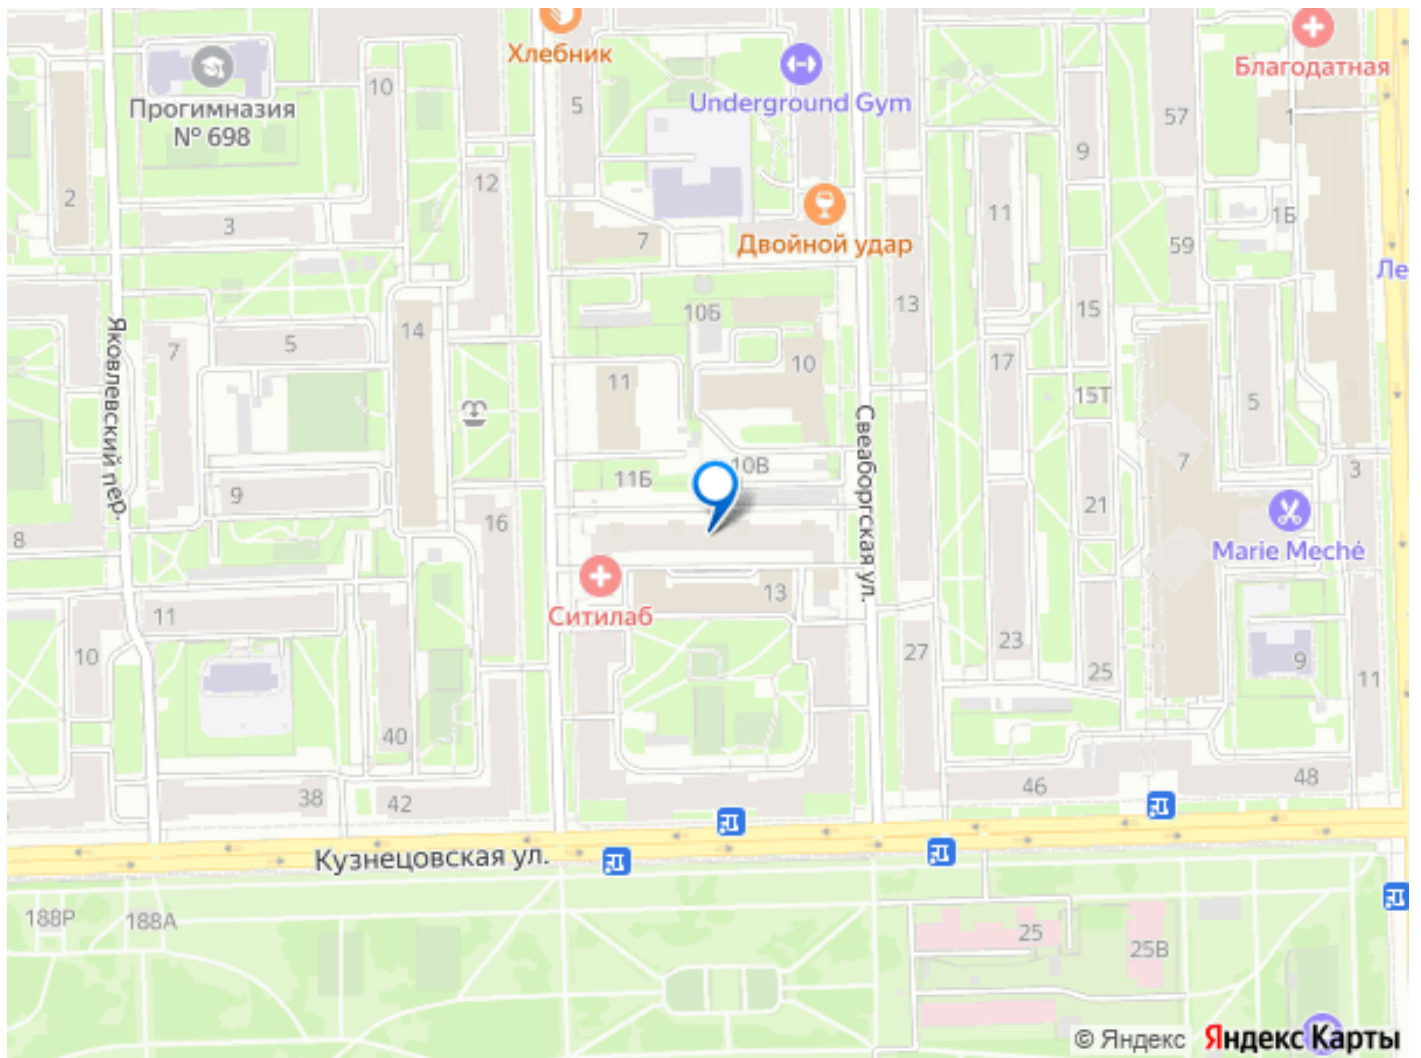 Хлебник
Благодатная
10
5
Underground Gym
57
1
Прогимназия
№ 698
9
12
2
11
1Б
3
7
Двойной удар
59
Ле
10Б
13
15
14
7
5
17
10
11
15Т
5
Яковлевский пер.
Свеаборгская ул.
11Б
10В
7
3
9
16
21
8
Marie Meché
Ситилаб
13
11
10
27
23
25
9
11
40
38
42
46
48
Кузнецовская ул.
188Р
188А
25
25В
© Яндекс
Яндекс Карты